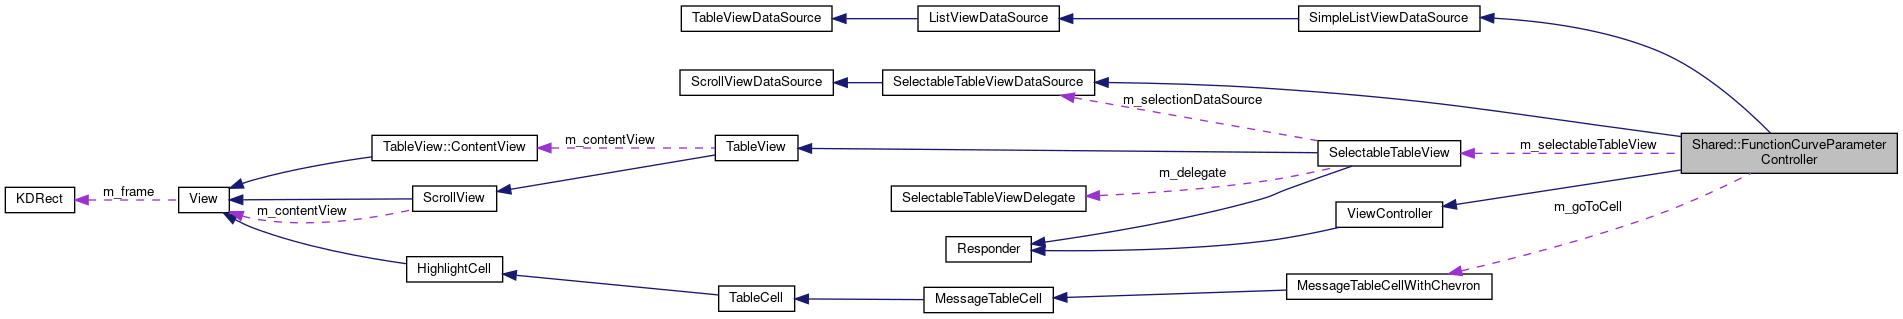 TableViewDataSource
ListViewDataSource
SimpleListViewDataSource
ScrollViewDataSource
SelectableTableViewDataSource
m_selectionDataSource
TableView::ContentView
m_contentView
TableView
SelectableTableView
m_selectableTableView
Shared::FunctionCurveParameter
Controller
KDRect
m_frame
View
m_contentView
ScrollView
SelectableTableViewDelegate
m_delegate
ViewController
m_goToCell
Responder
HighlightCell
TableCell
MessageTableCell
MessageTableCellWithChevron